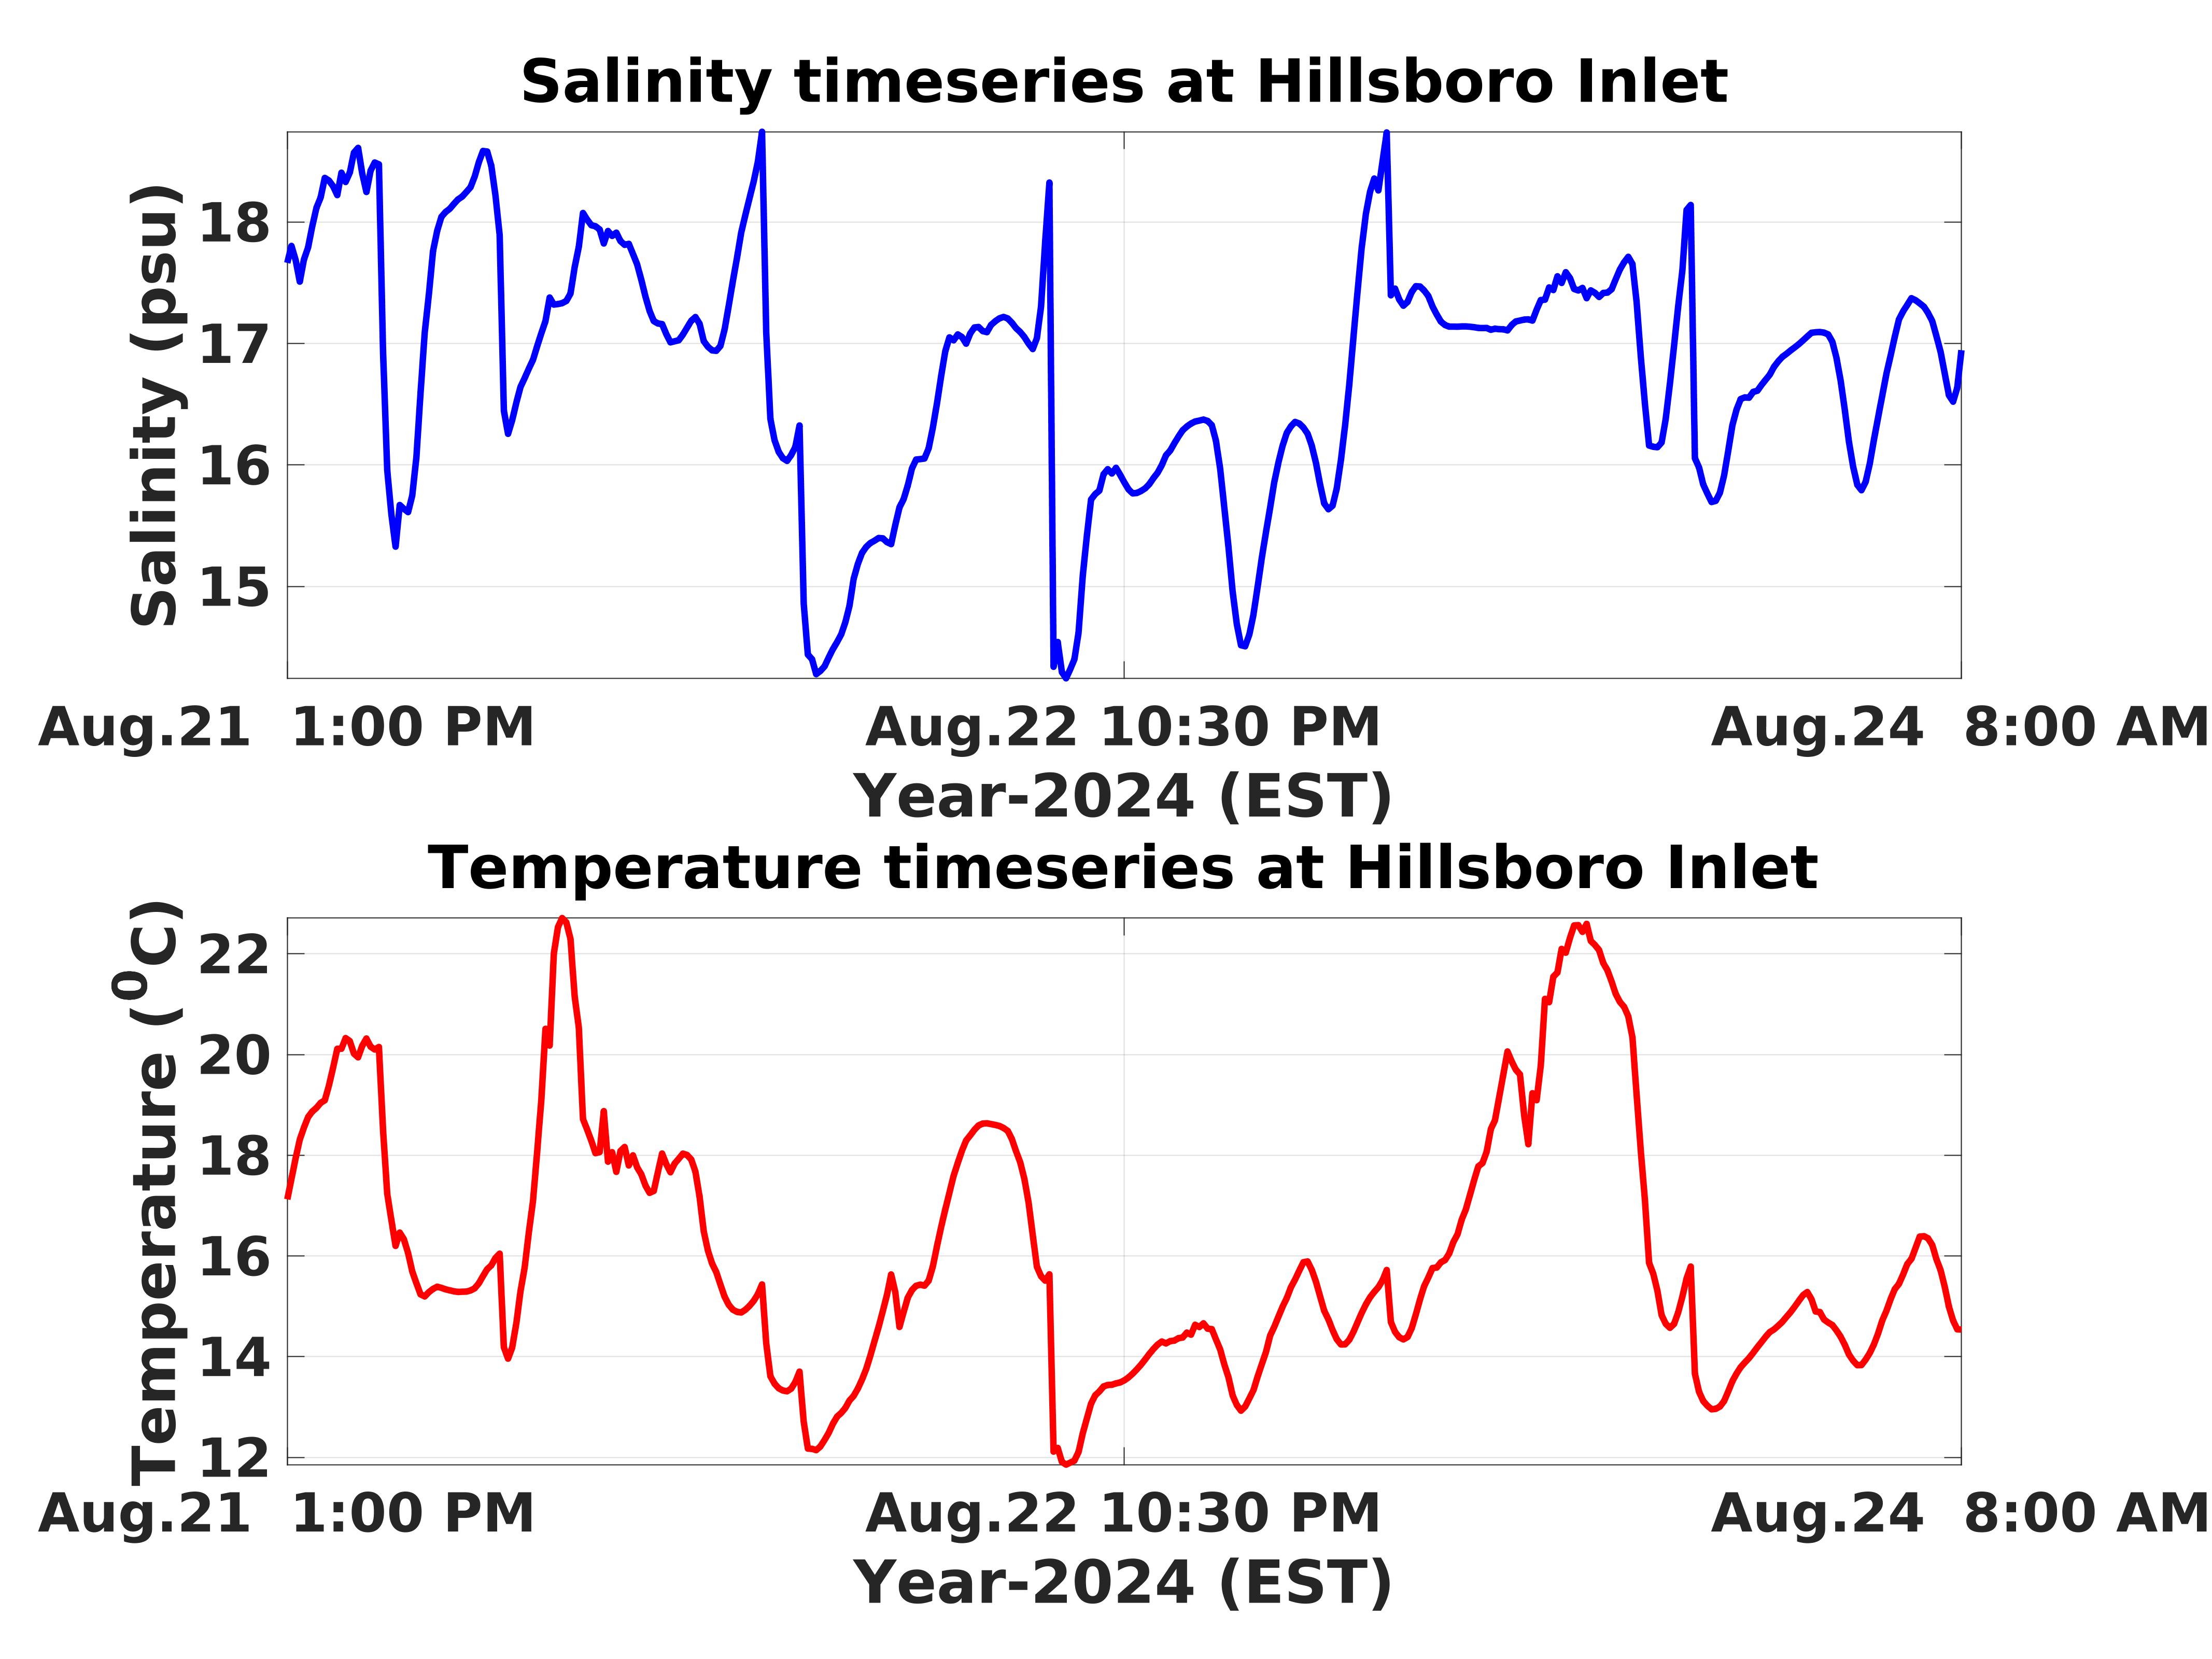 Salinity timeseries at Hillsboro Inlet
Salinity (psu)
18
17
16
15
Aug.21  1:00 PM
Aug.22 10:30 PM
Aug.24  8:00 AM
Year-2024 (EST)
Temperature timeseries at Hillsboro Inlet
Temperature (⁰C)
22
20
18
16
14
12
Aug.21  1:00 PM
Aug.22 10:30 PM
Aug.24  8:00 AM
Year-2024 (EST)